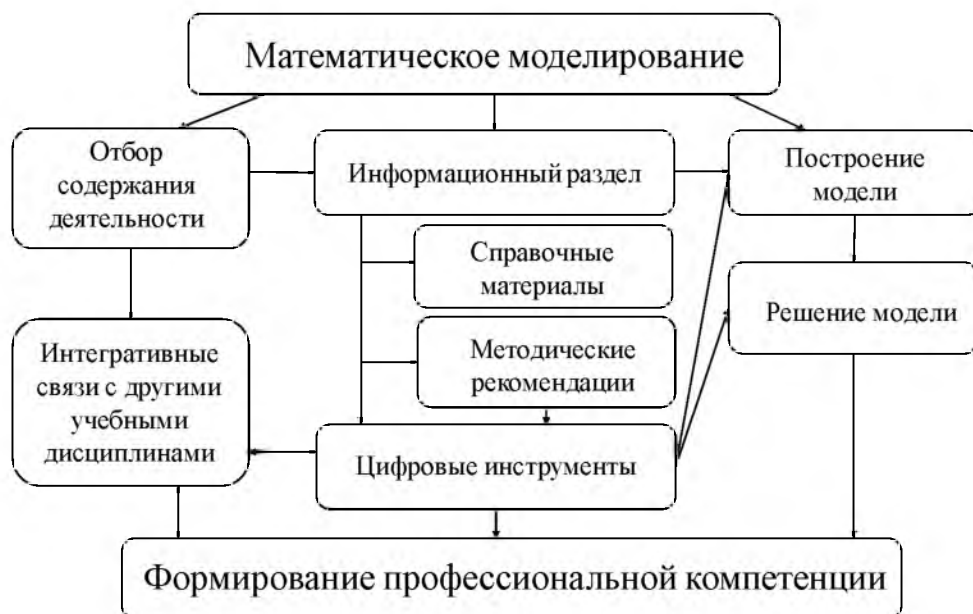 Математическое моделирование
Отбор
содержания
деятельности
Информационный раздел
Построение
модели
Справочные
материалы
Решение модели
Методические
рекомендации
Интегративные
связи с другими
учебными
дисциплинами
Цифровые инструменты
Формирование профессиональной компетенции